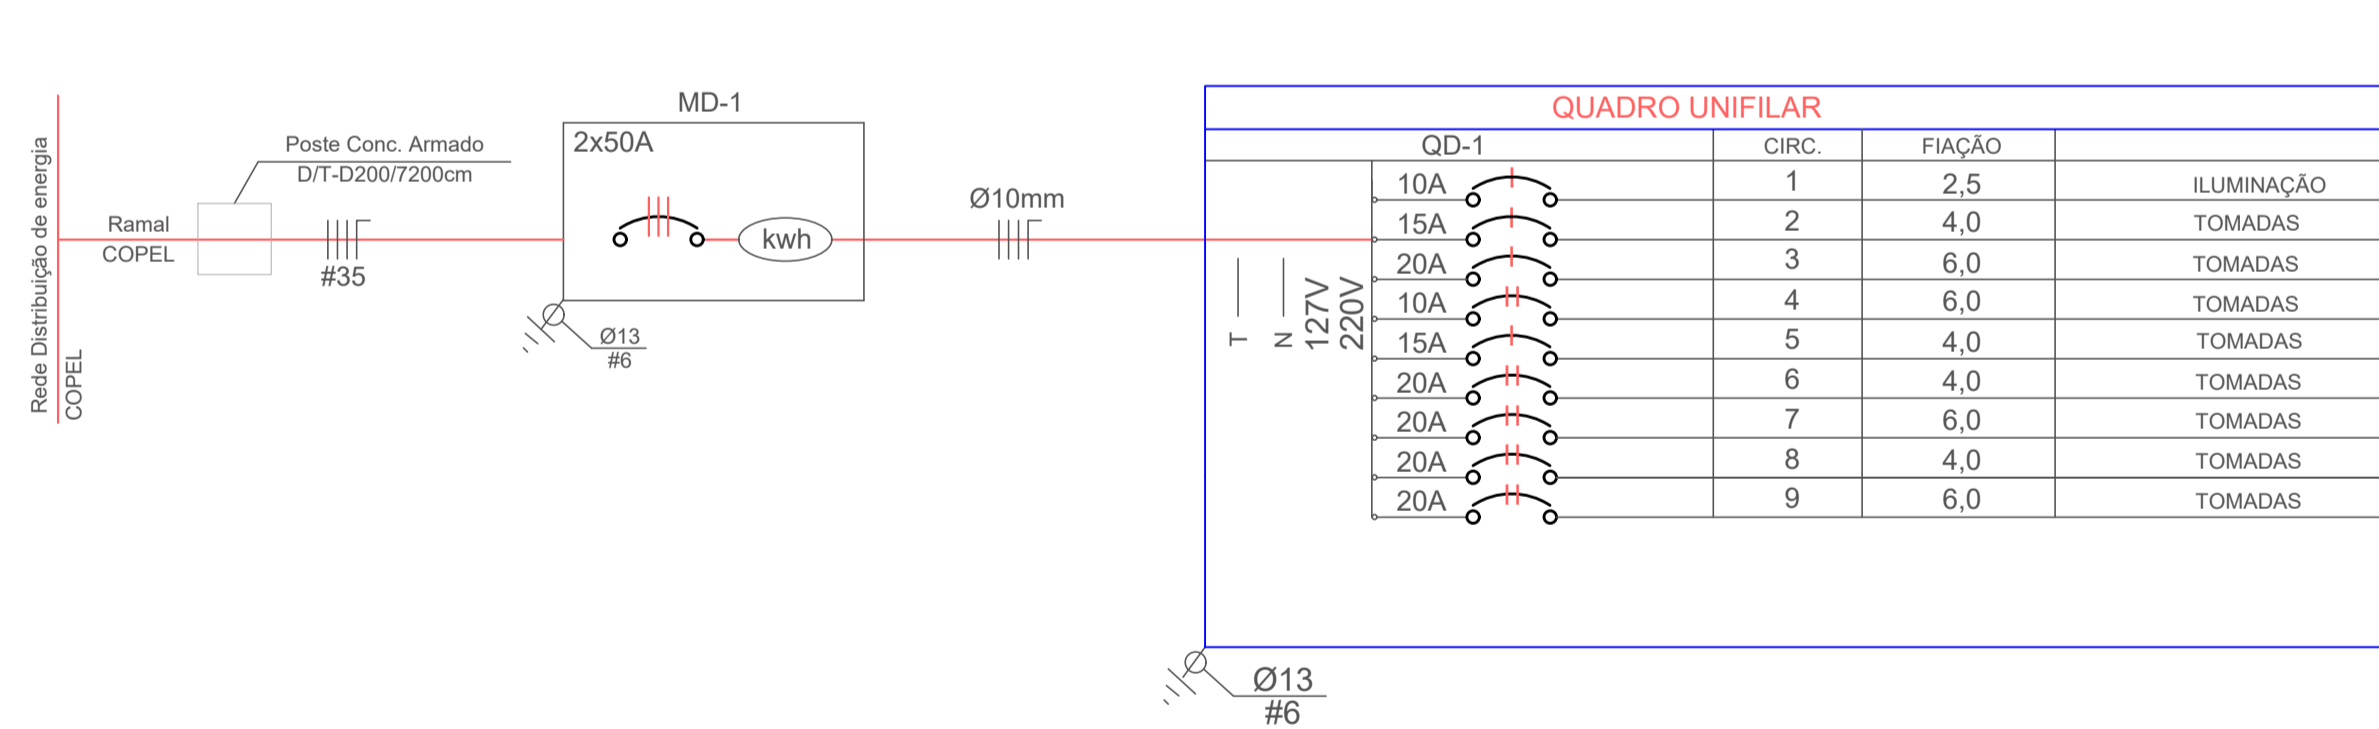 Rede Distribuição de energia
COPEL
Ramal
COPEL
Poste Conc. Armado
D/T-D200/7200cm
#35
MD-1
2x50A
kwh
Ø13
#6
Ø10mm
QUADRO UNIFILAR
QD-1 CIRC. FIAÇÃO
T
N
127V
220V
10A 1 2,5 ILUMINAÇÃO
15A 2 4,0 TOMADAS
20A 3 6,0 TOMADAS
10A 4 6,0 TOMADAS
15A 5 4,0 TOMADAS
20A 6 4,0 TOMADAS
20A 7 6,0 TOMADAS
20A 8 4,0 TOMADAS
20A 9 6,0 TOMADAS
Ø13
#6